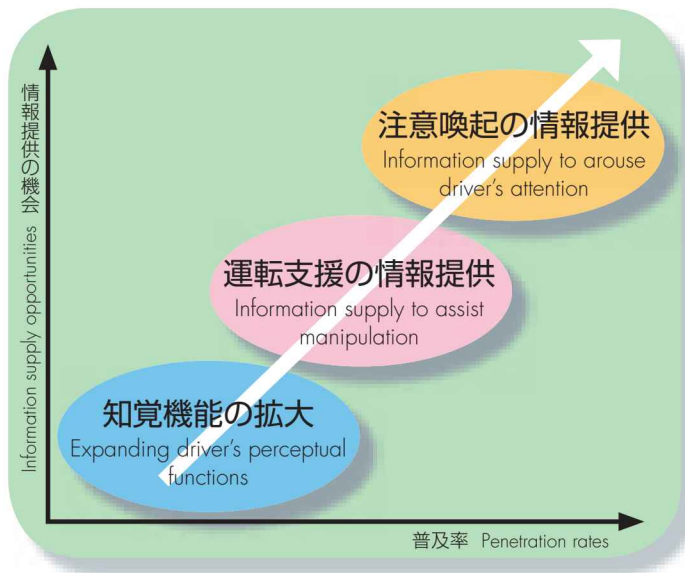 情報提供の機会
Information supply opportunities
注意喚起の情報提供
Information supply to arouse
driver's attention
運転支援の情報提供
Information supply to assist
manipulation
知覚機能の拡大
Expanding driver's perceptual
functions
普及率 Penetration rates